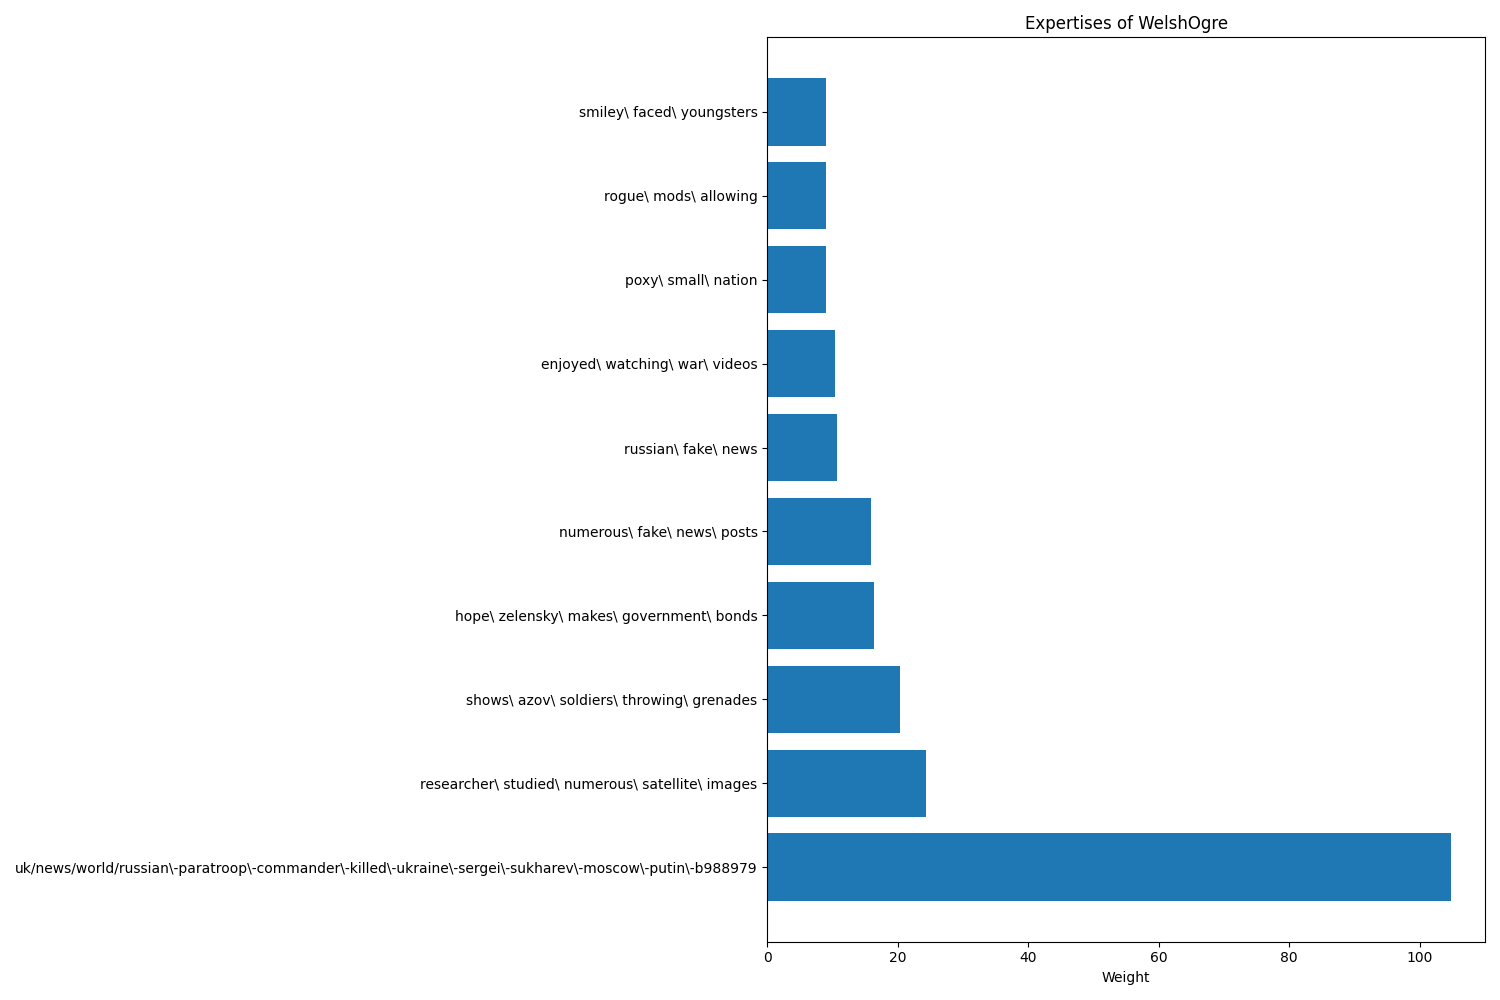 Expertises of WelshOgre
smiley\ faced\ youngsters
rogue\ mods\ allowing
poxy\ small\ nation
enjoyed\ watching\ war\ videos
russian\ fake\ news
numerous\ fake\ news\ posts
hope\ zelensky\ makes\ government\ bonds
shows\ azov\ soldiers\ throwing\ grenades
researcher\ studied\ numerous\ satellite\ images
uk/news/world/russian\-paratroop\-commander\-killed\-ukraine\-sergei\-sukharev\-moscow\-putin\-b988979
0 20 40 60 80 100
Weight